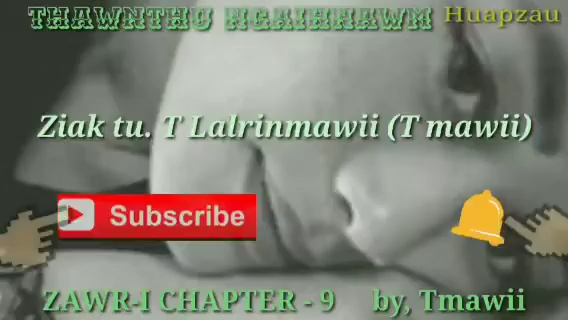 THAWNTHU NGAIHNAWM Huapzau
Ziak tu. T Lalrinmawii (T mawii)
Subscribe
ZAWR-I CHAPTER - 9 by, Tmawii